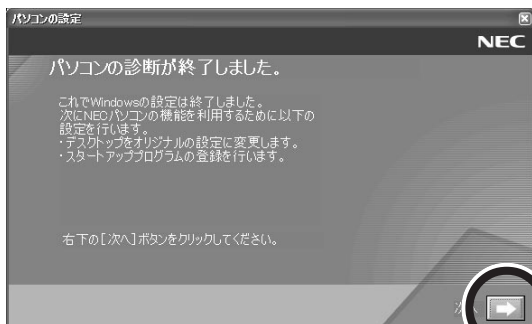 パソコンの設定
NEC
パソコンの診断が終了しました。
これでWindowsの設定は終了しました。
次にNECパソコンの機能を利用するために以下の
設定を行います。
・デスクトップをオリジナルの設定に変更します。
・スタートアッププログラムの登録を行います。
右下の[次へ]ボタンをクリックしてください。
次へ